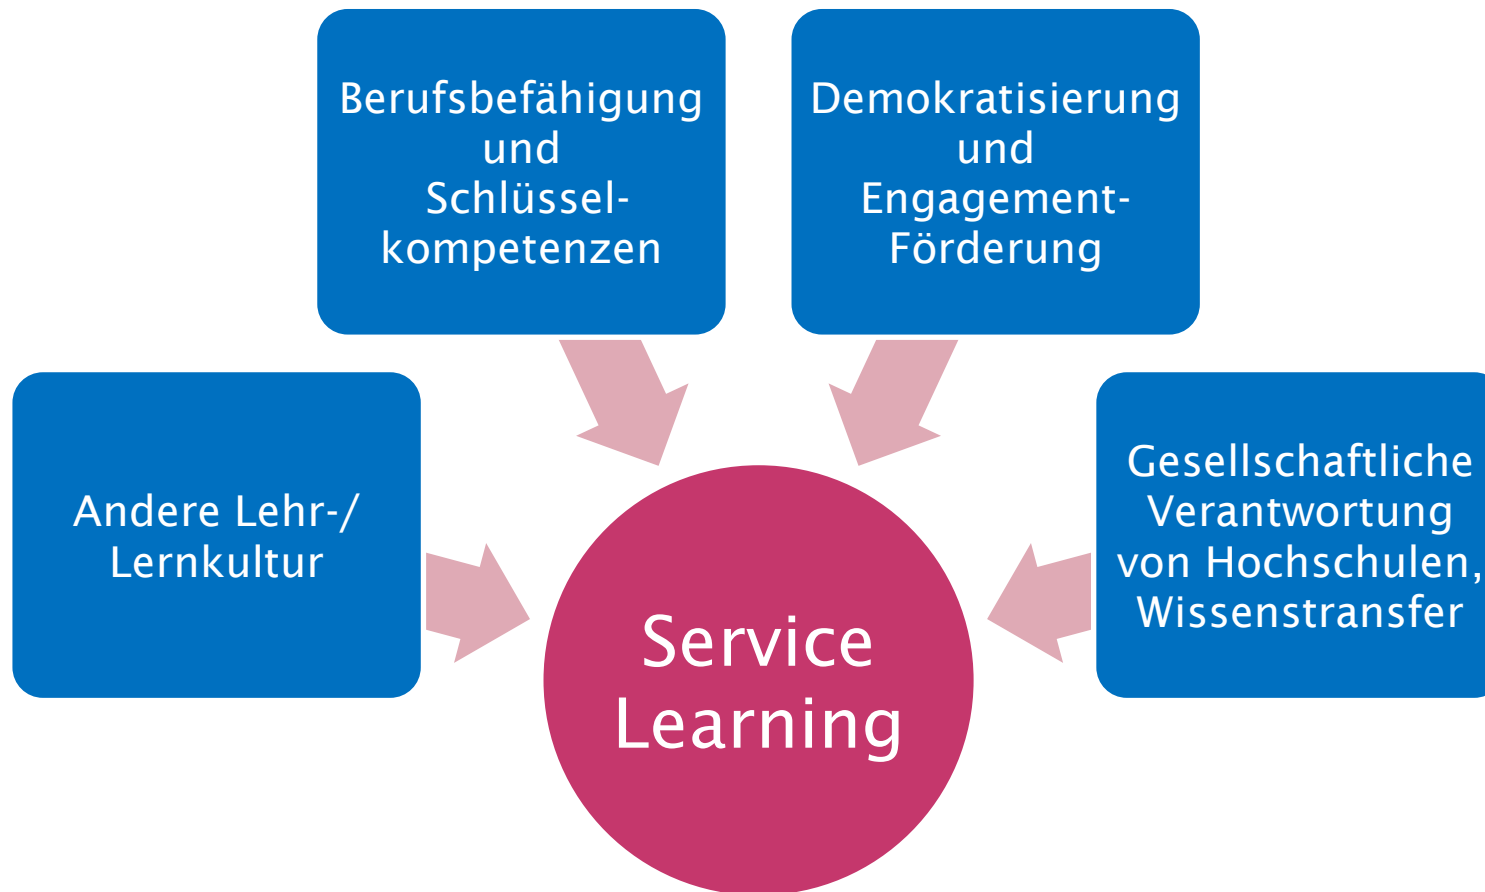 Berufsbefähigung
und
Schlüssel-
kompetenzen
Demokratisierung
und
Engagement-
Förderung
Andere Lehr-/
Lernkultur
Gesellschaftliche
Verantwortung
von Hochschulen,
Wissenstransfer
Service
Learning